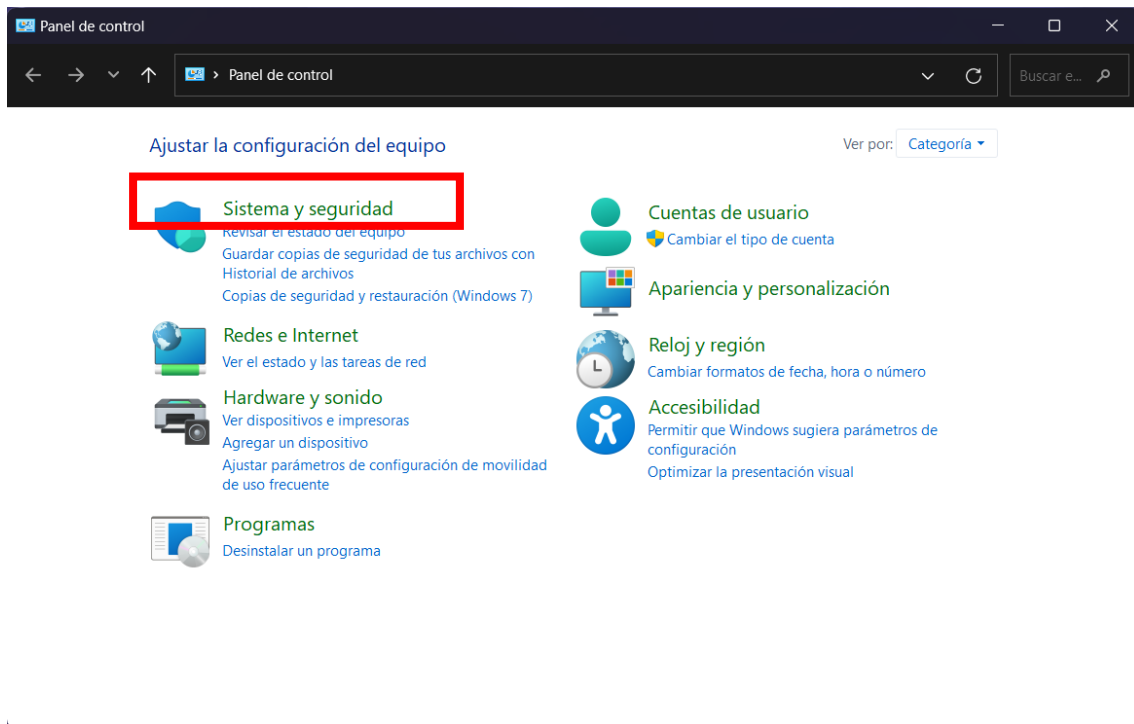 Panel de control
Panel de control
Buscar e...
Ajustar la configuración del equipo
Ver por: Categoría
Sistema y seguridad
Revisar el estado del equipo
Guardar copias de seguridad de tus archivos con
Historial de archivos
Copias de seguridad y restauración (Windows 7)
Redes e Internet
Ver el estado y las tareas de red
Hardware y sonido
Ver dispositivos e impresoras
Agregar un dispositivo
Ajustar parámetros de configuración de movilidad
de uso frecuente
Programas
Desinstalar un programa
Cuentas de usuario
Cambiar el tipo de cuenta
Apariencia y personalización
Reloj y región
Cambiar formatos de fecha, hora o número
Accesibilidad
Permitir que Windows sugiera parámetros de
configuración
Optimizar la presentación visual